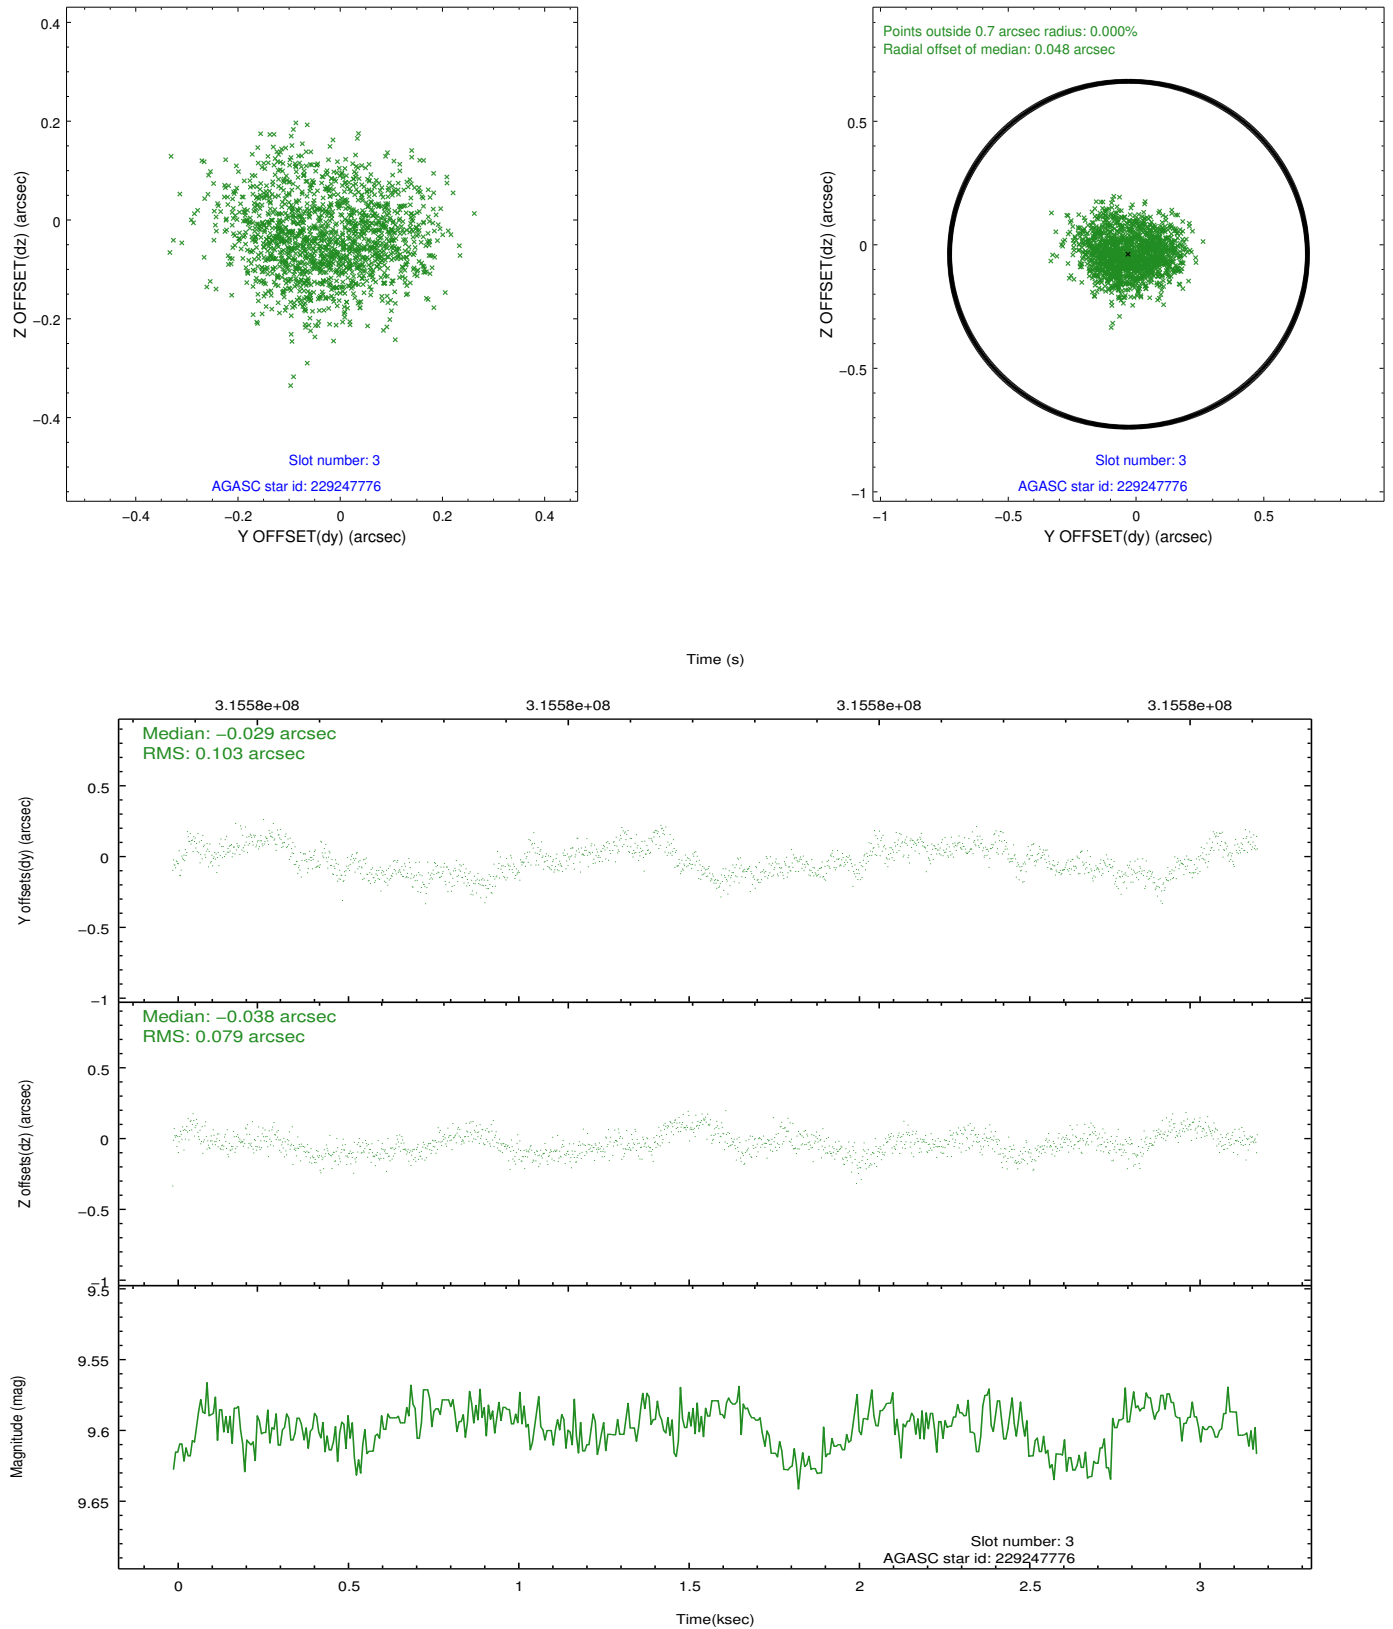 0.4
0.2
0
−0.2
−0.4
Z OFFSET(dz) (arcsec)
Slot number: 3
AGASC star id: 229247776
−0.4 −0.2 0 0.2 0.4
Y OFFSET(dy) (arcsec)
Points outside 0.7 arcsec radius: 0.000%
Radial offset of median: 0.048 arcsec
0.5
0
−0.5
−1
Z OFFSET(dz) (arcsec)
Slot number: 3
AGASC star id: 229247776
−1 −0.5 0 0.5
Y OFFSET(dy) (arcsec)
Time (s)
3.1558e+08 3.1558e+08 3.1558e+08 3.1558e+08
Median: −0.029 arcsec
RMS: 0.103 arcsec
0.5
0
−0.5
−1
Y offsets(dy) (arcsec)
Median: −0.038 arcsec
RMS: 0.079 arcsec
0.5
0
−0.5
−1
Z offsets(dz) (arcsec)
9.5
9.55
9.6
9.65
Magnitude (mag)
Slot number: 3
AGASC star id: 229247776
0 0.5 1 1.5 2 2.5 3
Time(ksec)